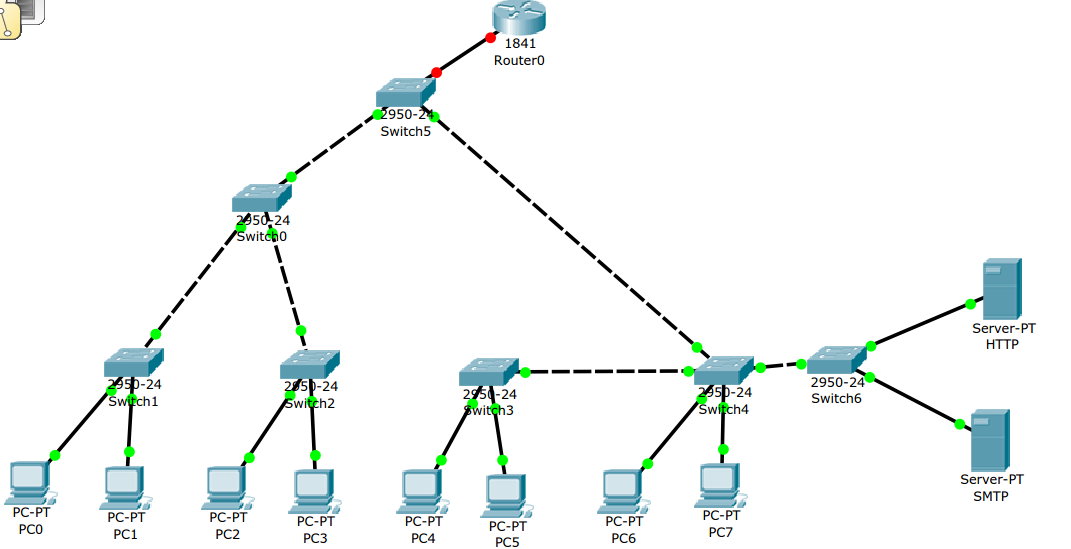 1841
Router0
2950-24
Switch5
2950-24
Switch0
Server-PT
HTTP
2950-24
Switch1
2950-24
Switch2
2950-24
Switch3
2950-24
Switch4
2950-24
Switch6
Server-PT
SMTP
PC-PT
PC0
PC-PT
PC1
PC-PT
PC2
PC-PT
PC3
PC-PT
PC4
PC-PT
PC5
PC-PT
PC6
PC-PT
PC7